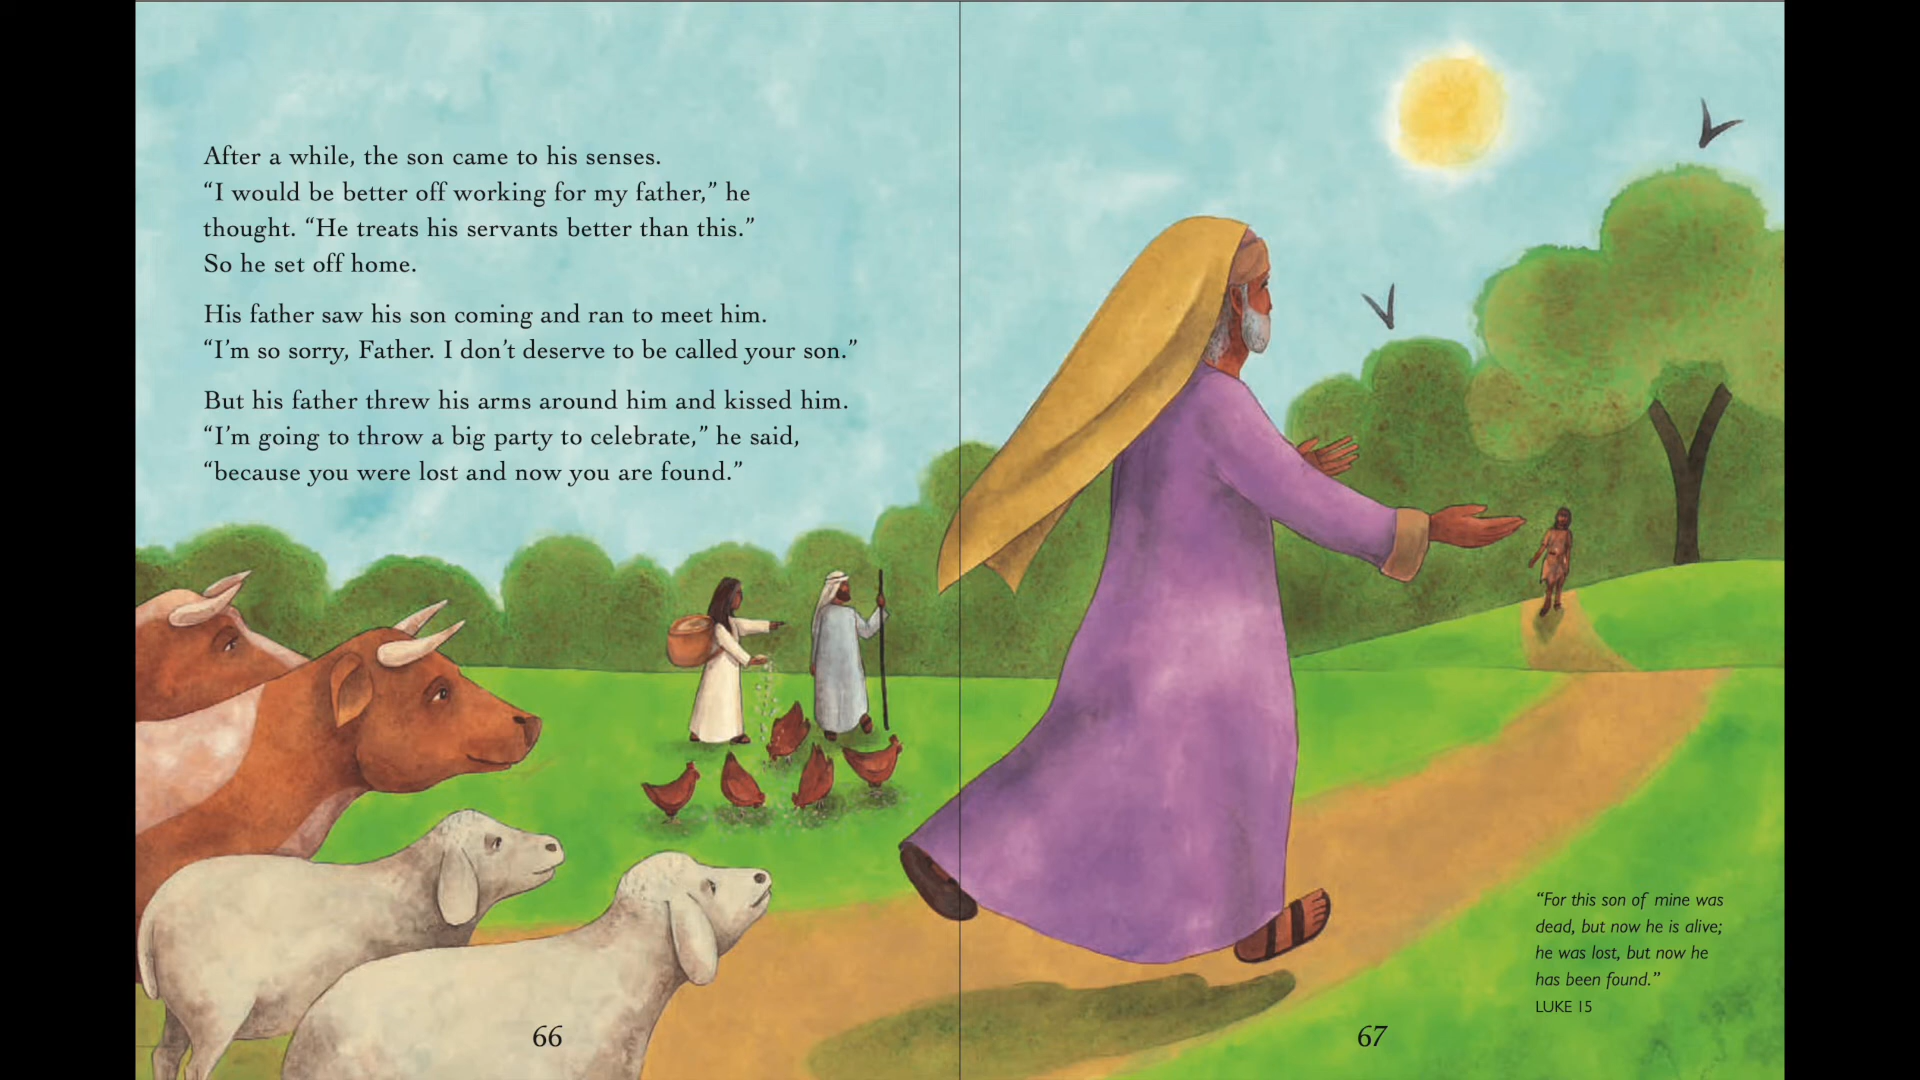 After a while, the son came to his senses.
“I would be better off working for my father,” he
thought. “He treats his servants better than this.”
So he set off home.
His father saw his son coming and ran to meet him.
“I’m so sorry, Father. I don’t deserve to be called your son.”
But his father threw his arms around him and kissed him.
“I’m going to throw a big party to celebrate,” he said,
“because you were lost and now you are found.”
66
“For this son of mine was
dead, but now he is alive;
he was lost, but now he
has been found.”
LUKE 15
67